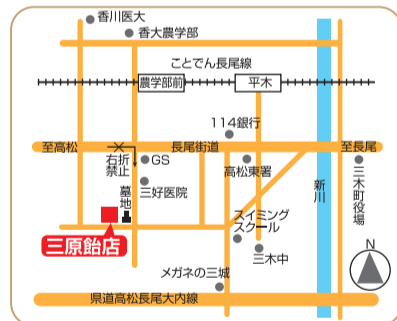 香川医大
香大農学部
ことでん長尾線
農学部前
平木
114銀行
至高松
長尾街道
至長尾
右折
禁止
GS
高松東署
三好医院
墓地
新川
三木町役場
三原飴店
スイミング
スクール
三木中
N
メガネの三城
県道高松長尾大内線